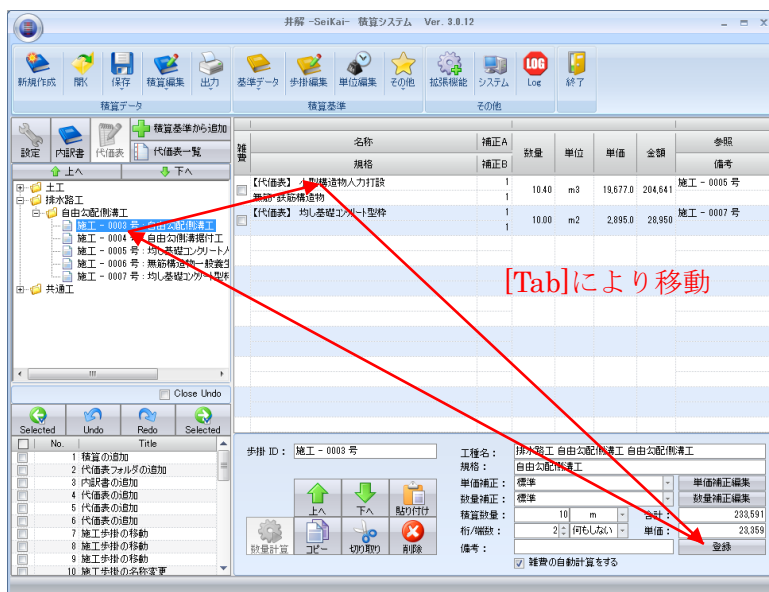 井解 -SeiKai- 積算システム Ver. 3.0.12
新規作成 開く 保存 積算編集 出力 基準データ 歩掛編集 単位編集 その他 拡張機能 システム Log 終了
LOG
積算データ 積算基準 その他
設定 内訳書 代価表 積算基準から追加
代価表一覧
上へ 下へ
土工
排水路工
自由勾配側溝工
施工 - 0003 号:自由勾配側溝工
施工 - 0004 号:自由勾側溝据付工
施工 - 0005 号:均し基礎コンクリート人
施工 - 0006 号:無筋構造物一般養生
施工 - 0007 号:均し基礎コンクリート型枠
共通工
Close Undo
Selected Undo Redo Selected
No. Title
1 積算の追加
2 代価表フォルダの追加
3 内訳書の追加
4 代価表の追加
5 代価表の追加
6 代価表の追加
7 施工歩掛の移動
8 施工歩掛の移動
9 施工歩掛の移動
10 施工歩掛の名称変更
雑費 名称 補正A 数量 単位 単価 金額 参照
規格 補正B 備考
【代価表】 小型構造物人力打設 1 10.40 m3 19,677.0 204,641 施工 - 0005 号
無筋・鉄筋構造物 1
【代価表】 均し基礎コンクリート型枠 1 10.00 m2 2,895.0 28,950 施工 - 0007 号
1
[Tab]により移動
歩掛 ID: 施工 - 0003 号
上へ 下へ 貼り付け
数量計算 コピー 切り取り 削除
工種名: 排水路工 自由勾配側溝工 自由勾配側溝工
規格: 自由勾配側溝工
単価補正: 標準 単価補正編集
数量補正: 標準 数量補正編集
積算数量: 10 m 合計: 233,591
桁/端数: 2 何もしない 単価: 23,359
備考: 登録
雑費の自動計算をする